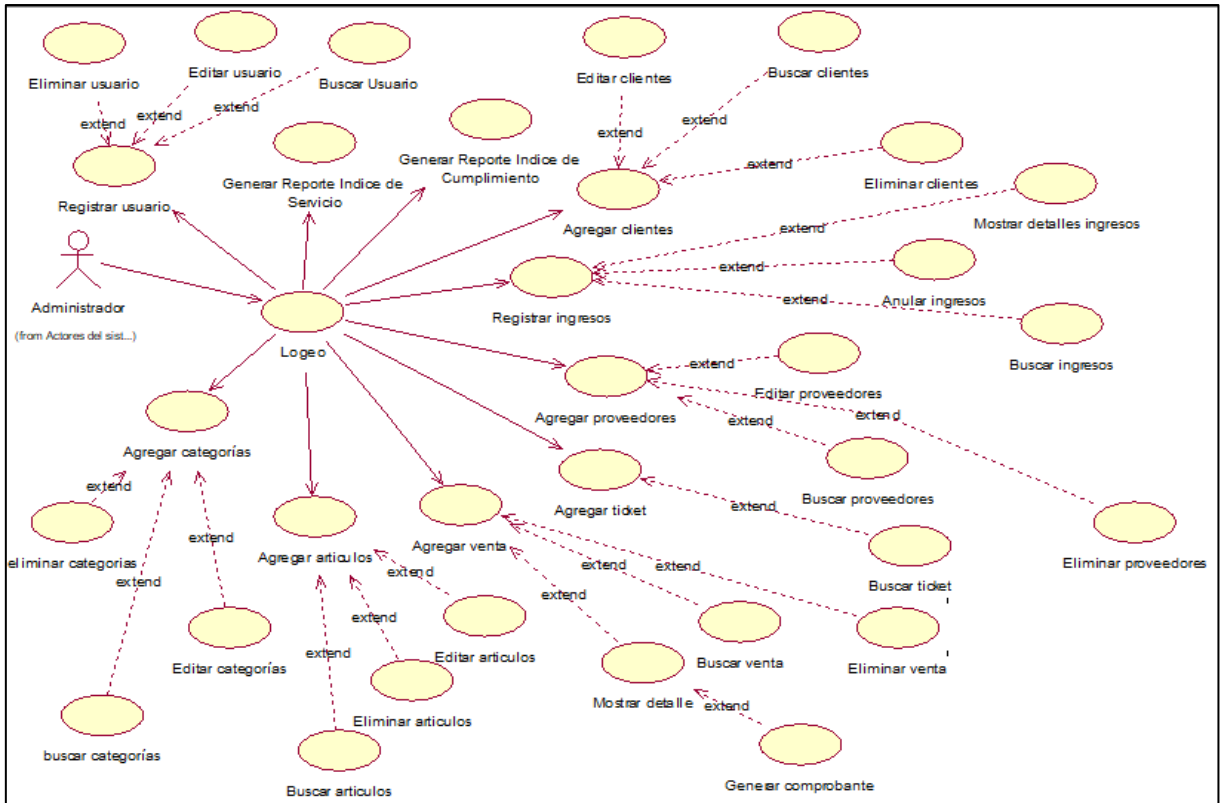 Eliminar usuario
Editar usuario
Buscar Usuario
extend
extend
extend
Registrar usuario
Generar Reporte Indice de
Servicio
Generar Reporte Indice de
Cumplimiento
Editar clientes
Buscar clientes
extend
extend
extend
Eliminar clientes
Agregar clientes
Mostrar detalles ingresos
extend
extend
Anular ingresos
extend
Buscar ingresos
Registrar ingresos
Administrador
(from Actores del sist...)
Logeo
extend
Editar proveedores
Agregar proveedores
extend
extend
Buscar proveedores
Eliminar proveedores
Agregar categorías
extend
eliminar categorias
extend
extend
Editar categorías
buscar categorías
Agregar articulos
extend
Editar articulos
extend
Eliminar articulos
extend
Buscar articulos
Agregar venta
extend
extend
extend
Buscar venta
Eliminar venta
Mostrar detalle
extend
Generar comprobante
Agregar ticket
extend
Buscar ticket